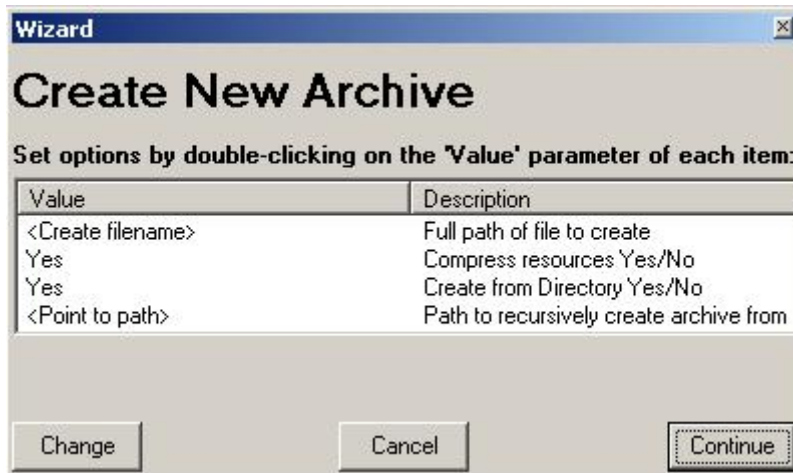 Wizard
Create New Archive
Set options by double-clicking on the 'Value' parameter of each item:
Value Description
<Create filename> Full path of file to create
Yes Compress resources Yes/No
Yes Create from Directory Yes/No
<Point to path> Path to recursively create archive from
Change Cancel Continue